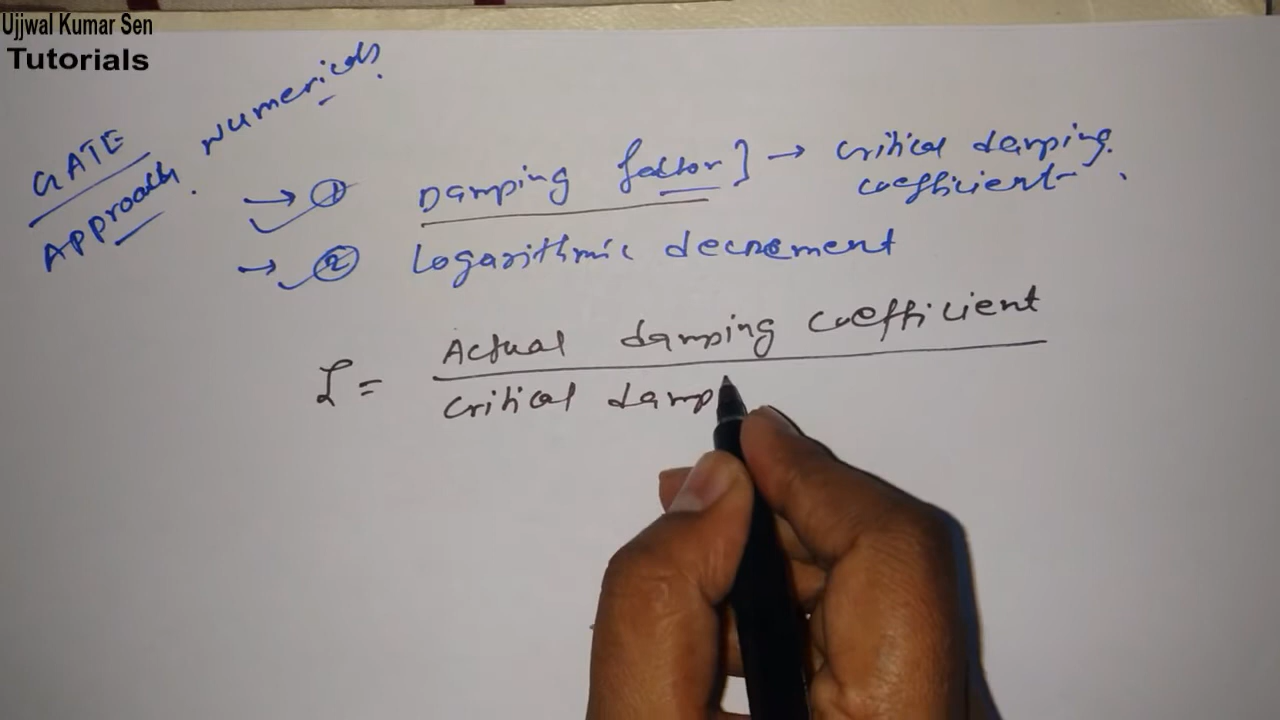 Ujjwal Kumar Sen
Tutorials
GATE
APProach. Numericals.
→ ① Damping factor] → critical damping.
coefficient.
→ ② Logarithmic decrement
ξ = Actual damping coefficient
critical damp